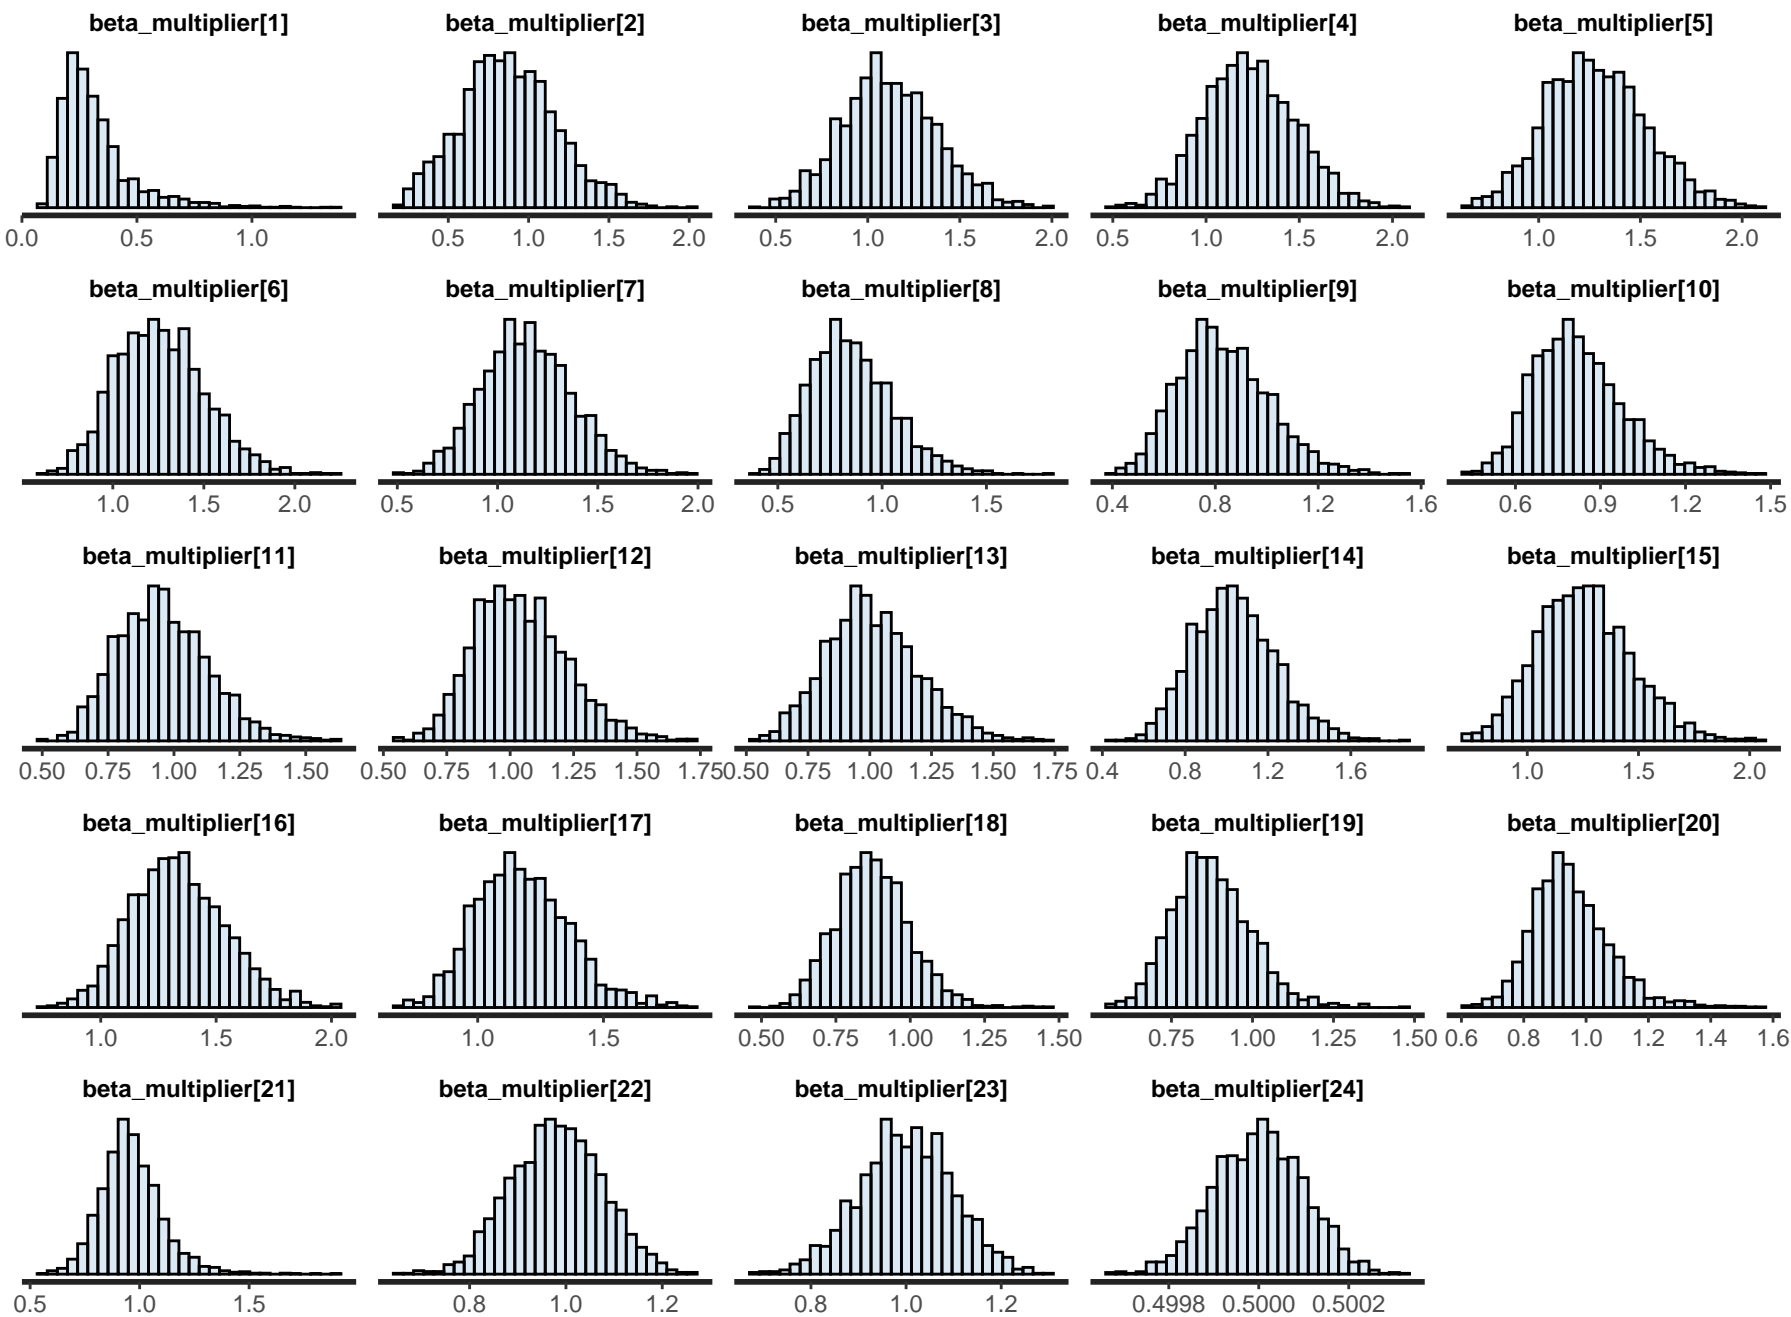 beta_multiplier[1] beta_multiplier[2] beta_multiplier[3] beta_multiplier[4] beta_multiplier[5]
0.0 0.5 1.0 0.5 1.0 1.5 2.0 0.5 1.0 1.5 2.0 0.5 1.0 1.5 2.0 1.0 1.5 2.0
beta_multiplier[6] beta_multiplier[7] beta_multiplier[8] beta_multiplier[9] beta_multiplier[10]
1.0 1.5 2.0 0.5 1.0 1.5 2.0 0.5 1.0 1.5 0.4 0.8 1.2 1.6 0.6 0.9 1.2 1.5
beta_multiplier[11] beta_multiplier[12] beta_multiplier[13] beta_multiplier[14] beta_multiplier[15]
0.50 0.75 1.00 1.25 1.50 0.50 0.75 1.00 1.25 1.50 1.75 0.50 0.75 1.00 1.25 1.50 1.75 0.4 0.8 1.2 1.6 1.0 1.5 2.0
beta_multiplier[16] beta_multiplier[17] beta_multiplier[18] beta_multiplier[19] beta_multiplier[20]
1.0 1.5 2.0 1.0 1.5 0.50 0.75 1.00 1.25 1.50 0.75 1.00 1.25 1.50 0.6 0.8 1.0 1.2 1.4 1.6
beta_multiplier[21] beta_multiplier[22] beta_multiplier[23] beta_multiplier[24]
0.5 1.0 1.5 0.8 1.0 1.2 0.8 1.0 1.2 0.4998 0.5000 0.5002